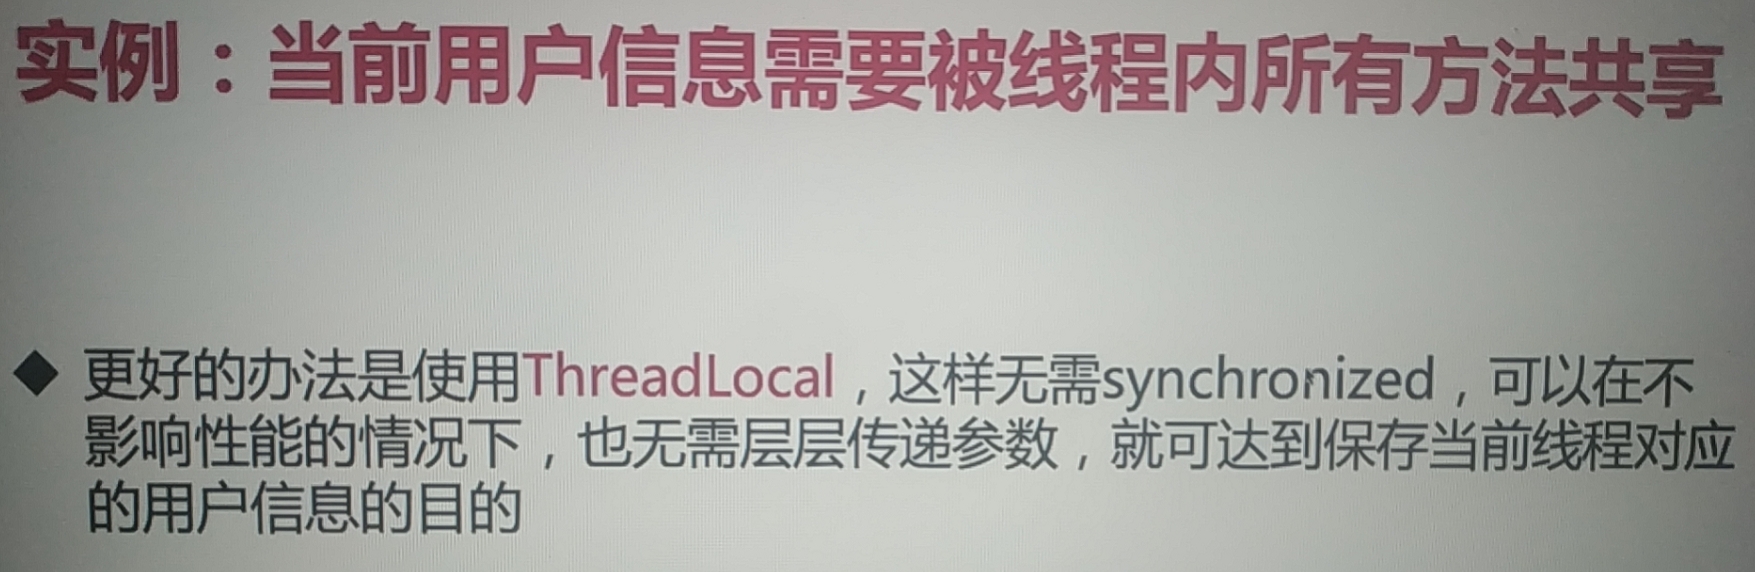 实例：当前用户信息需要被线程内所有方法共享
◆ 更好的办法是使用ThreadLocal，这样无需synchronized，可以在不
影响性能的情况下，也无需层层传递参数，就可达到保存当前线程对应
的用户信息的目的